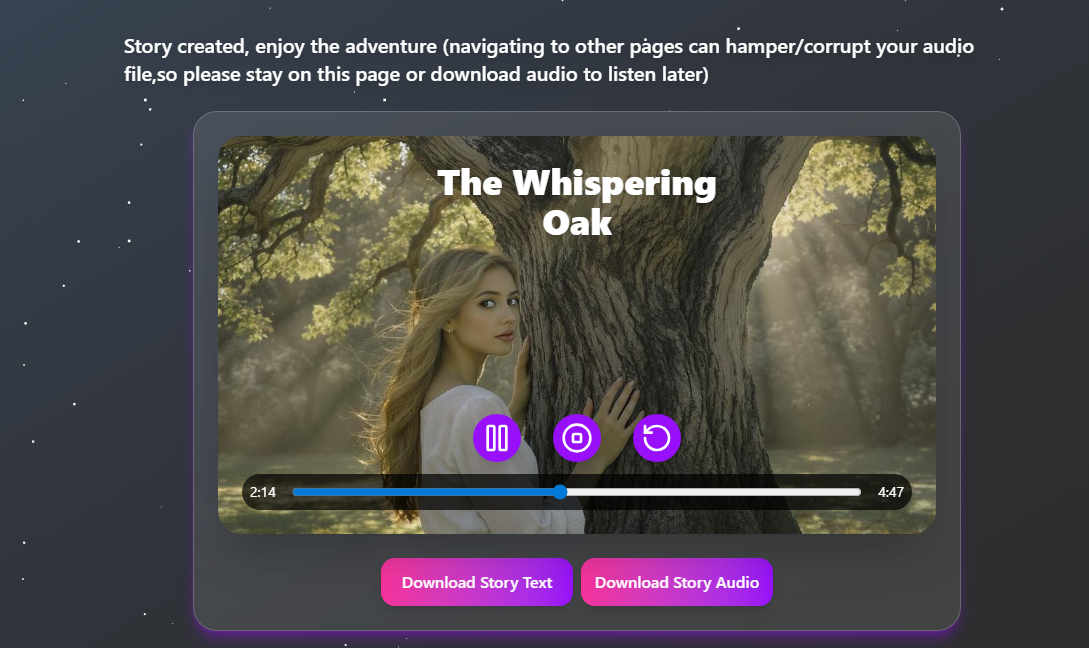 Story created, enjoy the adventure (navigating to other pages can hamper/corrupt your audio
file,so please stay on this page or download audio to listen later)
The Whispering
Oak
2:14
4:47
Download Story Text
Download Story Audio